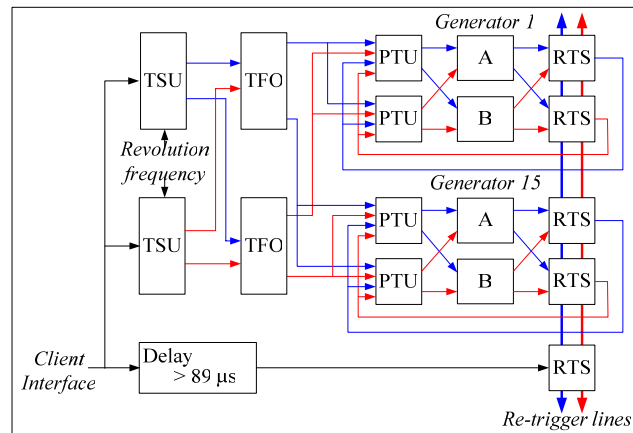 Generator 1
TSU
TFO
PTU
A
RTS
PTU
B
RTS
Revolution
frequency
Generator 15
TSU
TFO
PTU
A
RTS
PTU
B
RTS
Client
Interface
Delay
> 89 µs
RTS
Re-trigger lines